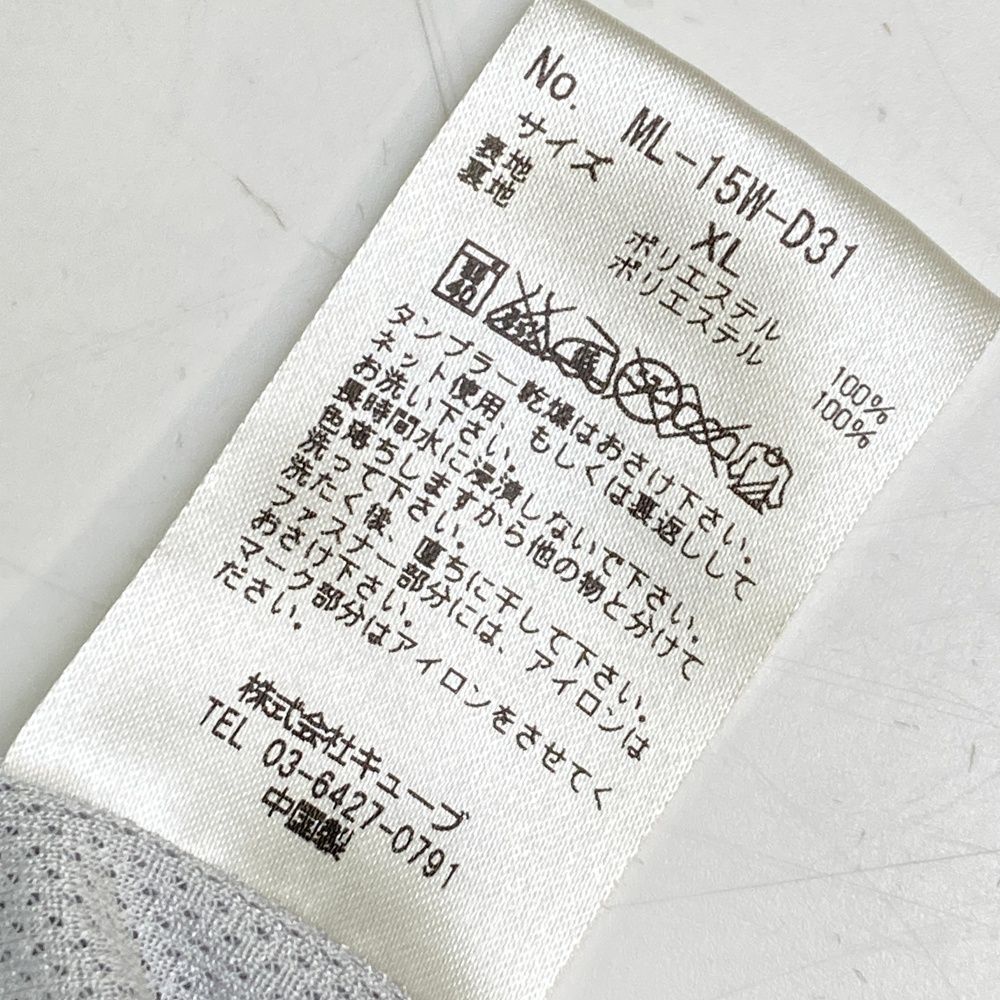 No. ML-15W-D31
サイズ XL
表地 ポリエステル 100%
裏地 ポリエステル 100%
40
タンブラー乾燥はおさけ下さい。
ネット使用、もしくは裏返しして
お洗い下さい。
長時間水に浸漬しないで下さい。
色落ちしますから他の物と分けて
洗って下さい。
洗たく後、直ちに干して下さい。
ファスナー部分には、アイロンは
おさけ下さい。
マーク部分はアイロンをさせてく
ださい。
株式会社キューブ
TEL 03-6427-0791
中国製